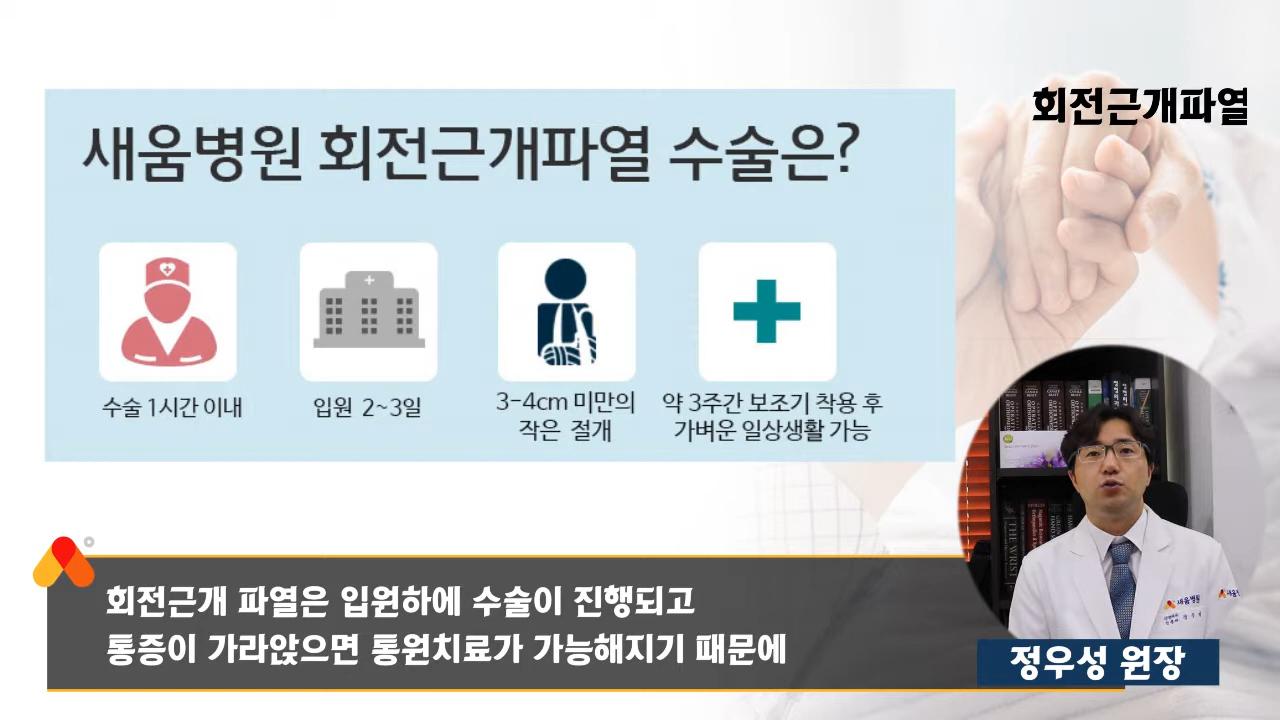 회전근개파열
새움병원 회전근개파열 수술은?
수술 1시간 이내
입원 2~3일
3-4cm 미만의
작은 절개
약 3주간 보조기 착용 후
가벼운 일상생활 가능
회전근개 파열은 입원하에 수술이 진행되고
통증이 가라앉으면 통원치료가 가능해지기 때문에
새움병원
정우성 원장